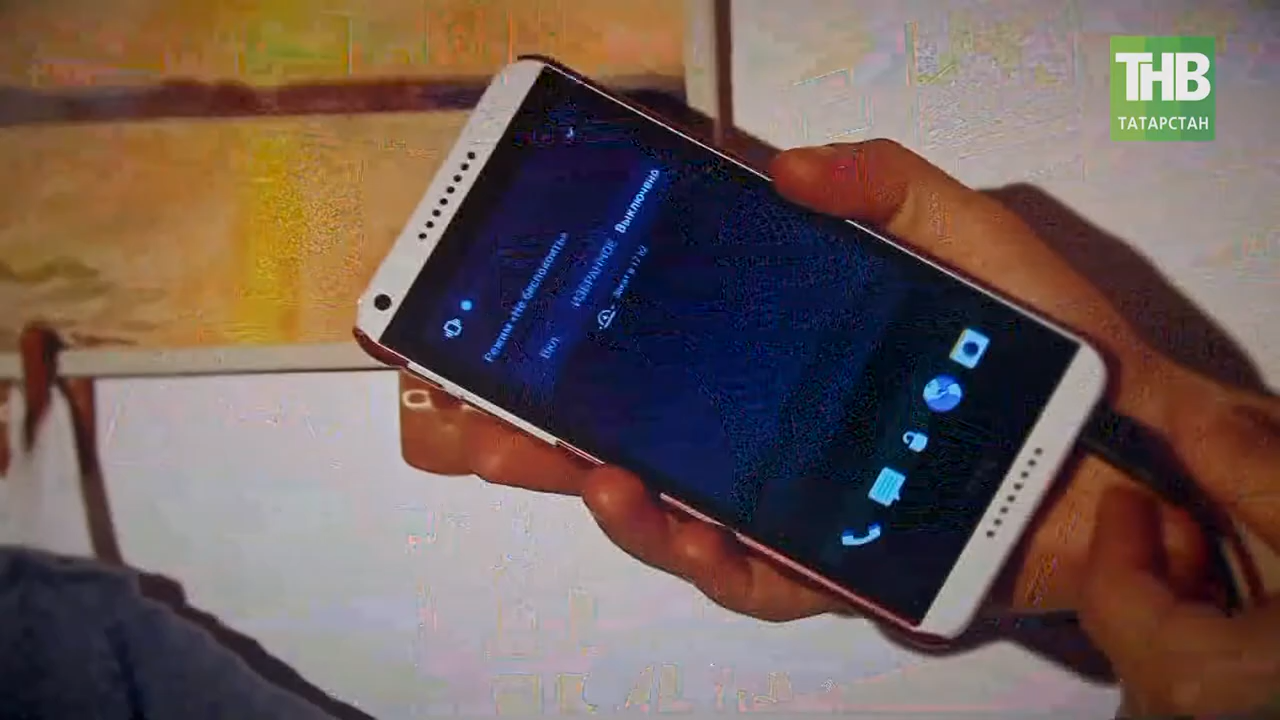 ТНВ
ТАТАРСТАН
Режим «Не беспокоить»
Вкл
ИЗБРАННОЕ Выключено